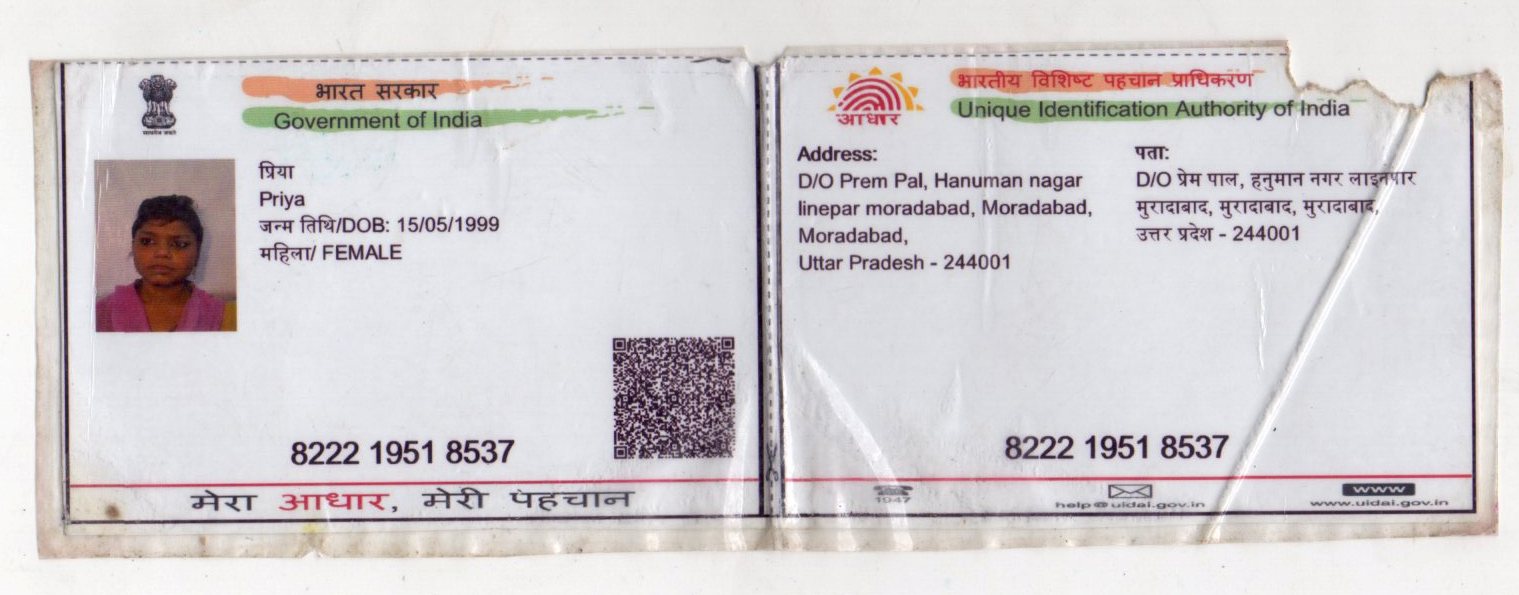 भारत सरकार
Government of India
प्रिया
Priya
जन्म तिथि/DOB: 15/05/1999
महिला/ FEMALE
8222 1951 8537
मेरा आधार, मेरी पहचान
आधार
भारतीय विशिष्ट पहचान प्राधिकरण
Unique Identification Authority of India
Address:
D/O Prem Pal, Hanuman nagar
linepar moradabad, Moradabad,
Moradabad,
Uttar Pradesh - 244001
पता:
D/O प्रेम पाल, हनुमान नगर लाइनपार
मुरादाबाद, मुरादाबाद, मुरादाबाद,
उत्तर प्रदेश - 244001
8222 1951 8537
1947
help@uidai.gov.in
www
www.uidai.gov.in